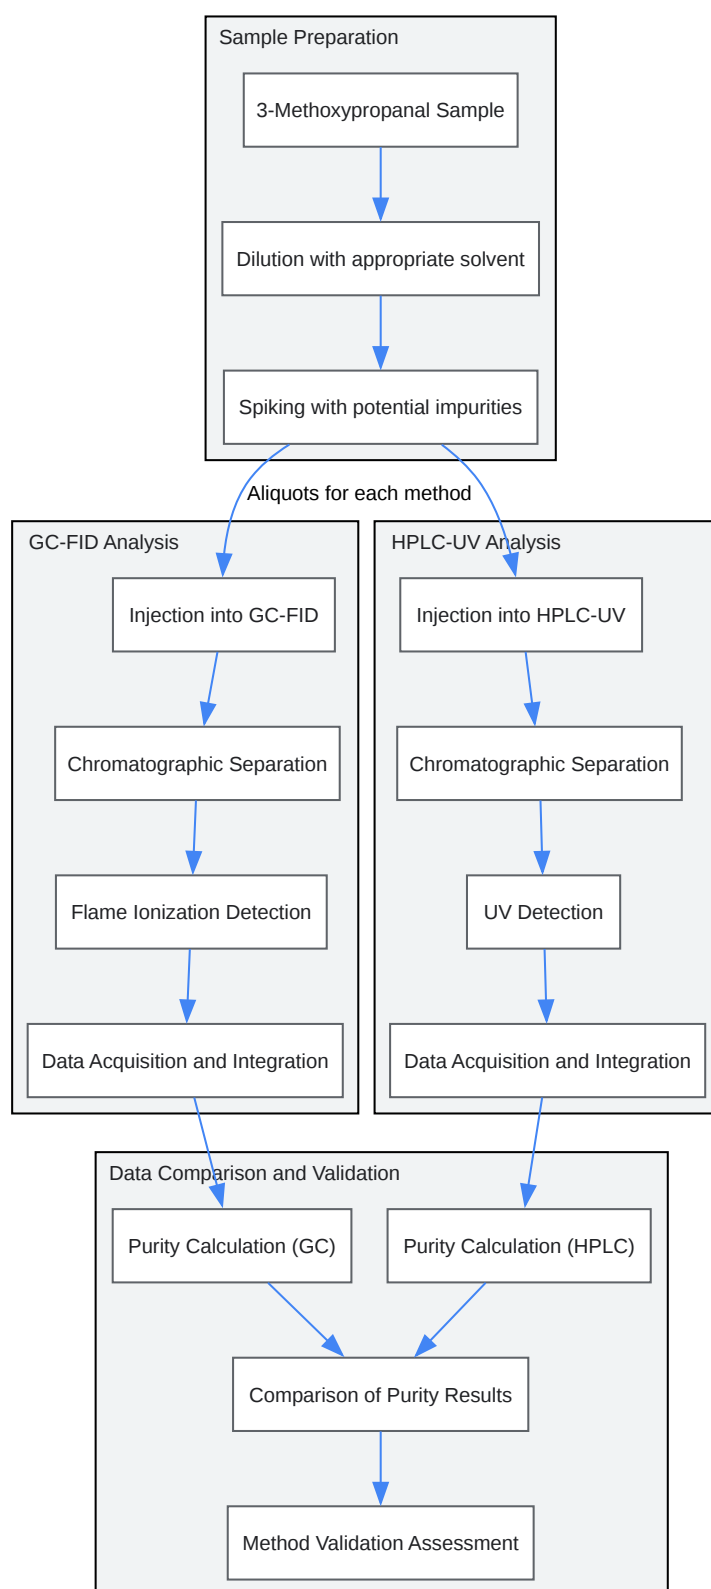 Sample Preparation
3-Methoxypropanal Sample
Dilution with appropriate solvent
Spiking with potential impurities
Aliquots for each method
GC-FID Analysis
Injection into GC-FID
Chromatographic Separation
Flame Ionization Detection
Data Acquisition and Integration
HPLC-UV Analysis
Injection into HPLC-UV
Chromatographic Separation
UV Detection
Data Acquisition and Integration
Data Comparison and Validation
Purity Calculation (GC)
Purity Calculation (HPLC)
Comparison of Purity Results
Method Validation Assessment